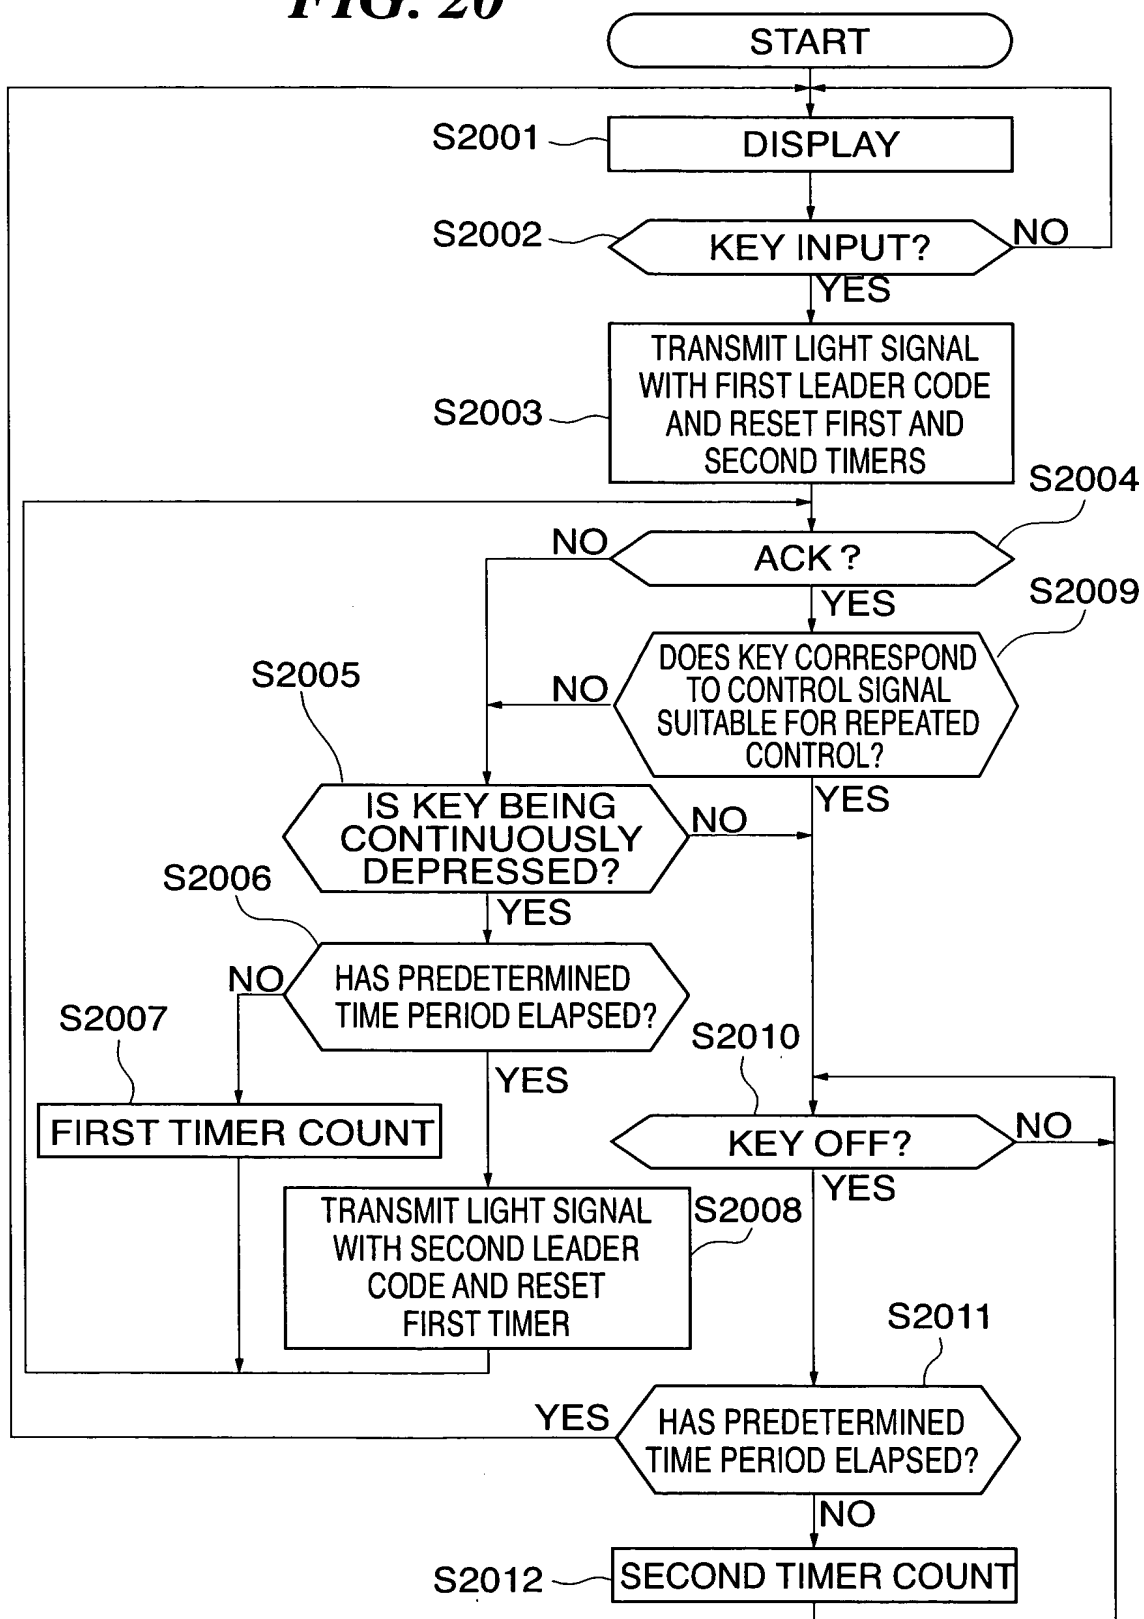 FIG. 20
START
S2001
DISPLAY
S2002
KEY INPUT?
NO
YES
S2003
TRANSMIT LIGHT SIGNAL
WITH FIRST LEADER CODE
AND RESET FIRST AND
SECOND TIMERS
S2004
NO
ACK ?
YES
S2009
S2005
NO
DOES KEY CORRESPOND
TO CONTROL SIGNAL
SUITABLE FOR REPEATED
CONTROL?
YES
IS KEY BEING
CONTINUOUSLY
DEPRESSED?
NO
S2006
YES
NO
HAS PREDETERMINED
TIME PERIOD ELAPSED?
S2007
S2010
YES
FIRST TIMER COUNT
KEY OFF?
NO
YES
TRANSMIT LIGHT SIGNAL
WITH SECOND LEADER
CODE AND RESET
FIRST TIMER
S2008
S2011
YES
HAS PREDETERMINED
TIME PERIOD ELAPSED?
NO
S2012
SECOND TIMER COUNT